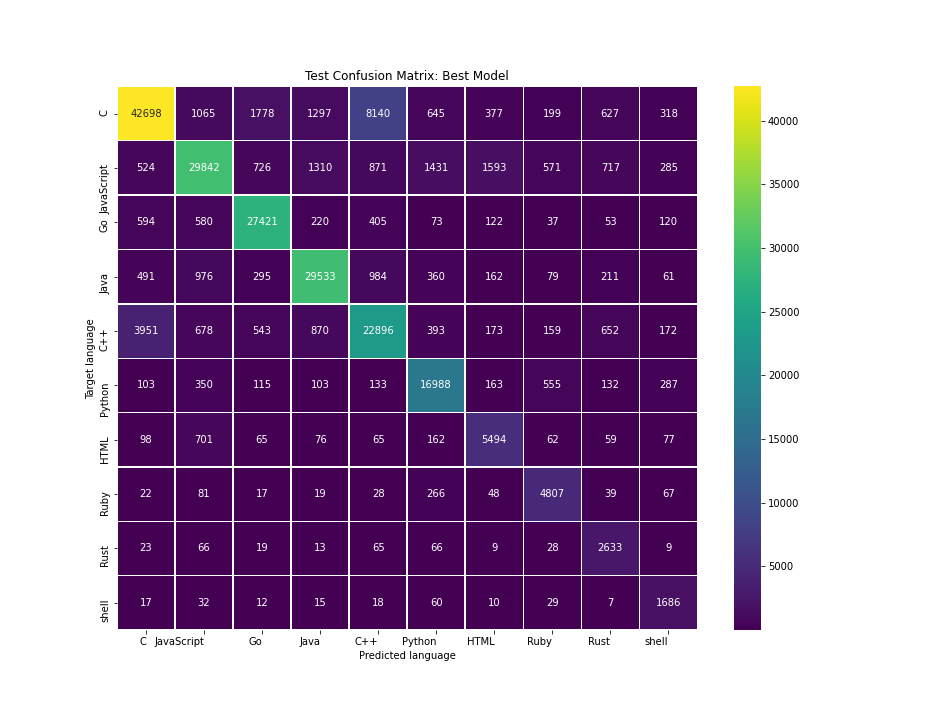 Test Confusion Matrix: Best Model
C 42698 1065 1778 1297 8140 645 377 199 627 318
JavaScript 524 29842 726 1310 871 1431 1593 571 717 285
Go 594 580 27421 220 405 73 122 37 53 120
Java 491 976 295 29533 984 360 162 79 211 61
C++ 3951 678 543 870 22896 393 173 159 652 172
Python 103 350 115 103 133 16988 163 555 132 287
HTML 98 701 65 76 65 162 5494 62 59 77
Ruby 22 81 17 19 28 266 48 4807 39 67
Rust 23 66 19 13 65 66 9 28 2633 9
shell 17 32 12 15 18 60 10 29 7 1686
C JavaScript Go Java C++ Python HTML Ruby Rust shell
Predicted language
Target language
40000
35000
30000
25000
20000
15000
10000
5000